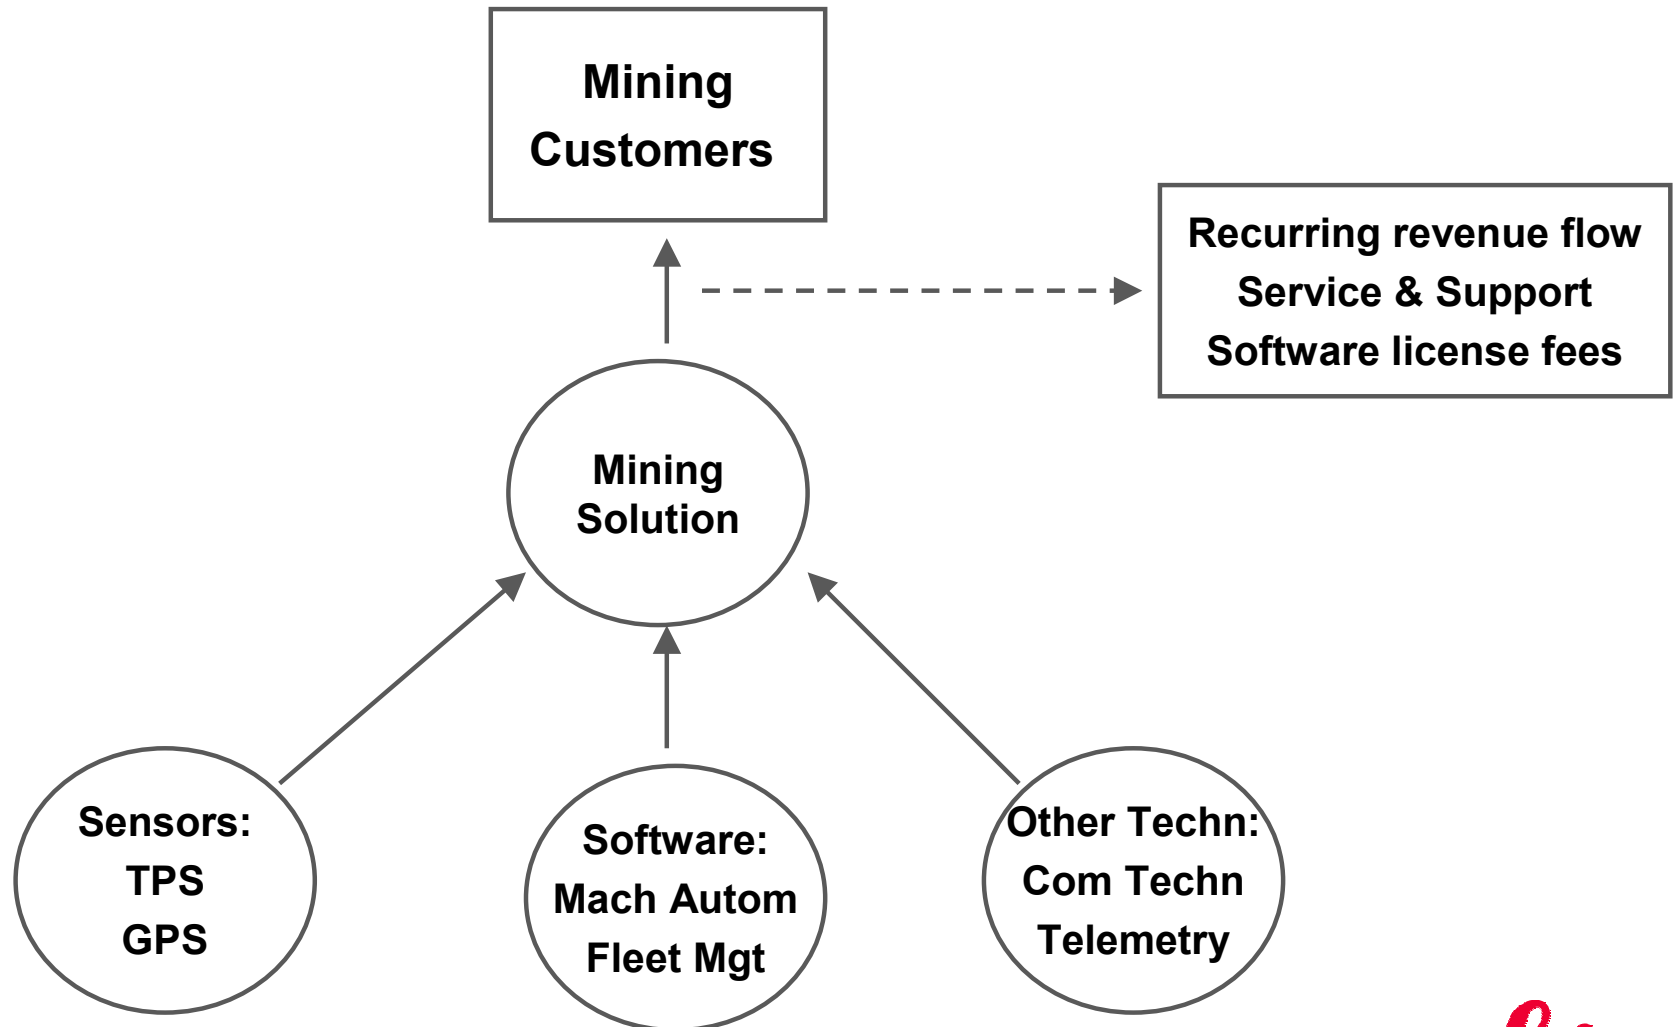 Mining
Customers
Recurring revenue flow
Service & Support
Software license fees
Mining
Solution
Sensors:
TPS
GPS
Software:
Mach Autom
Fleet Mgt
Other Techn:
Com Techn
Telemetry